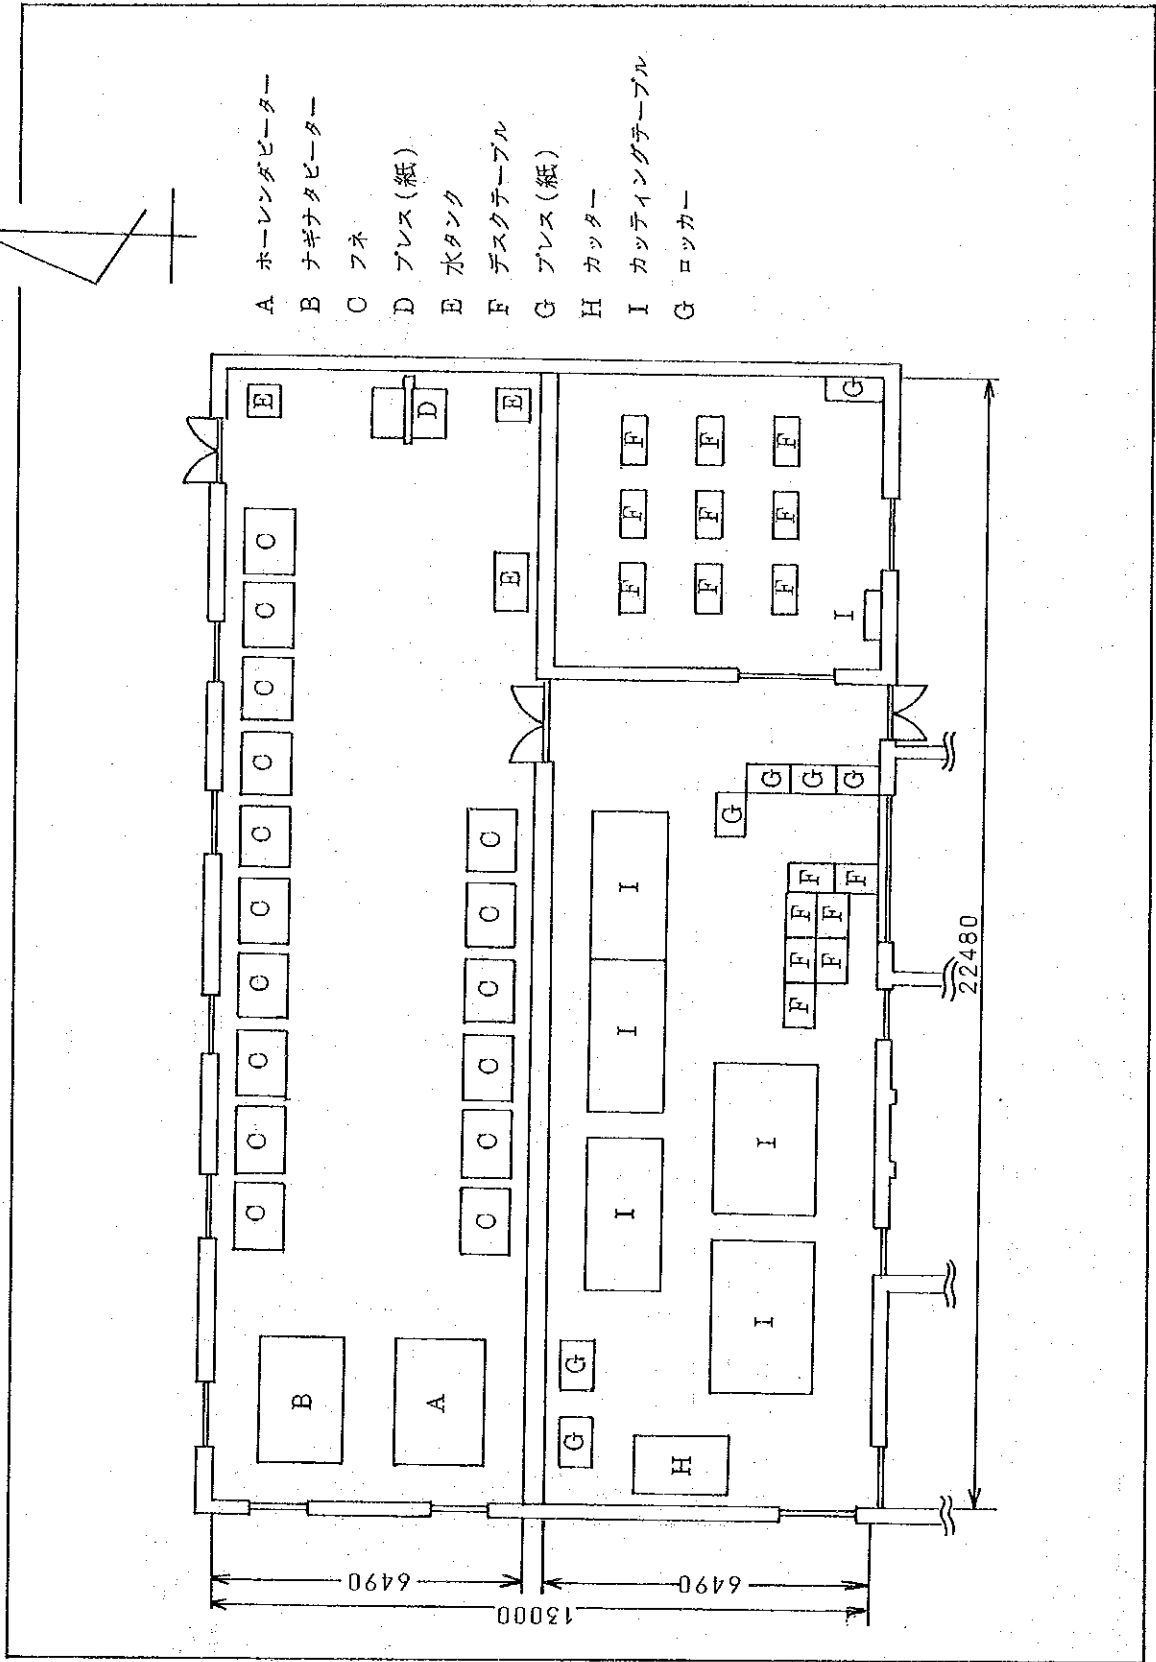 A ホーレンダビーター
B ナギナタビーター
C フネ
D プレス(紙)
E 水タンク
F デスクテーブル
G プレス(紙)
H カッター
I カッティングテーブル
G ロッカー
C C C C C C C C C C E
B
A D
C C C C C C E E
G G
I I I F F F
H F F F
G
I I G F F F
F F F F G
F F F G
I G
6490
6490
13000
22480